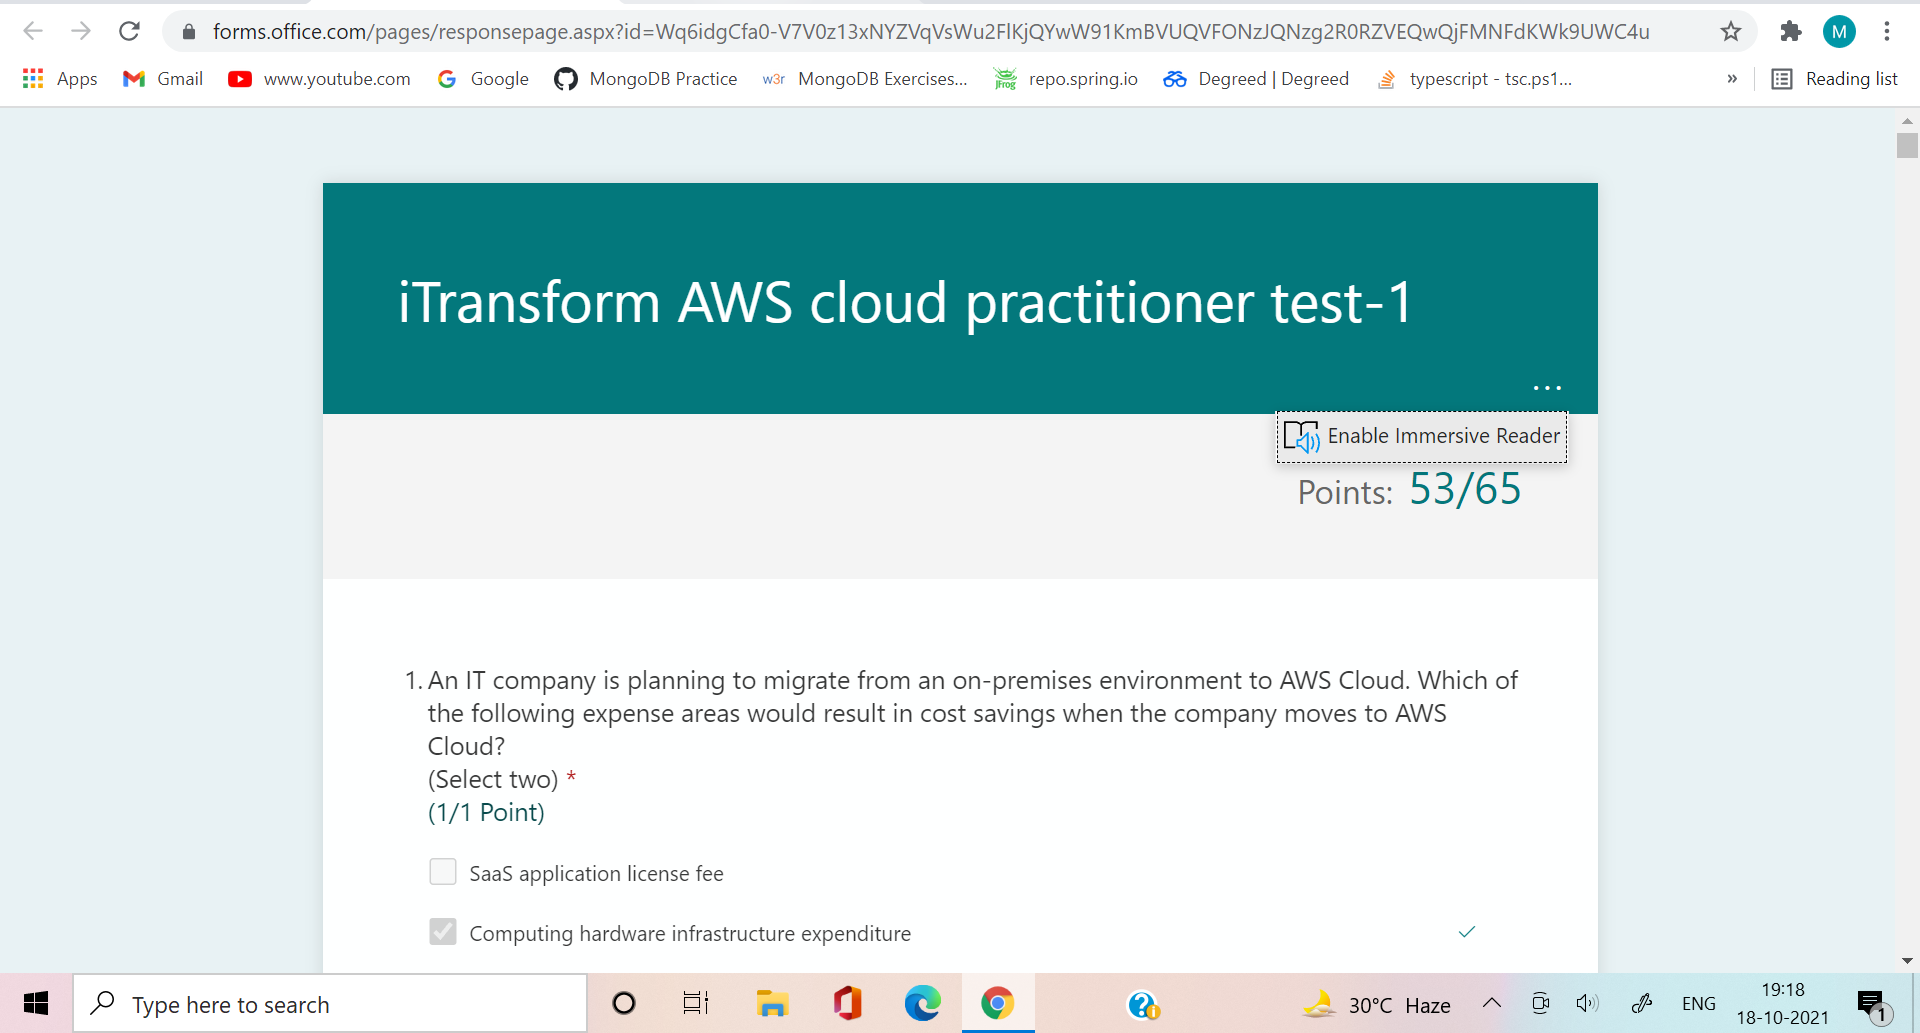 forms.office.com/pages/responsepage.aspx?id=Wq6idgCfa0-V7V0z13xNYZVqVsWu2FlKjQYwW91KmBVUQVFONzJQNzg2R0RZVEQwQjFMNFdKWk9UWC4u
M
Apps
Gmail
www.youtube.com
Google
MongoDB Practice
w3r
MongoDB Exercises...
JFrog
repo.spring.io
Degreed | Degreed
typescript - tsc.ps1...
»
Reading list
iTransform AWS cloud practitioner test-1
...
Enable Immersive Reader
Points: 53/65
1. An IT company is planning to migrate from an on-premises environment to AWS Cloud. Which of
the following expense areas would result in cost savings when the company moves to AWS
Cloud?
(Select two) *
(1/1 Point)
SaaS application license fee
Computing hardware infrastructure expenditure
Type here to search
30°C Haze
ENG
19:18
18-10-2021
1